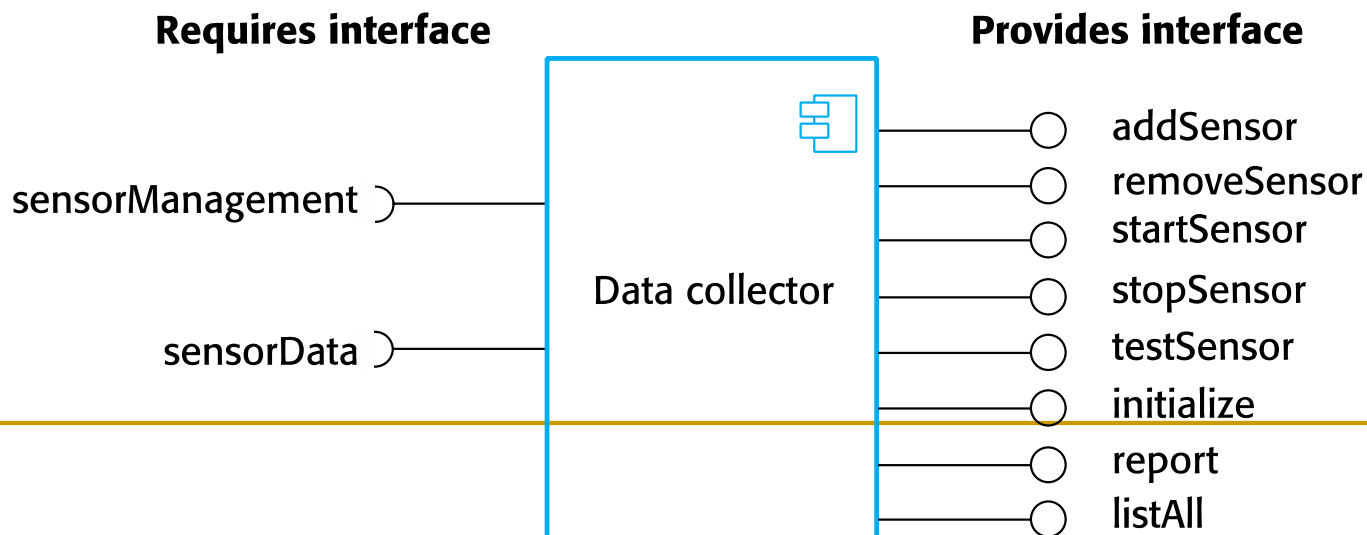 Requires interface
Provides interface
addSensor
removeSensor
sensorManagement
startSensor
Data collector
stopSensor
testSensor
sensorData
initialize
report
listAll